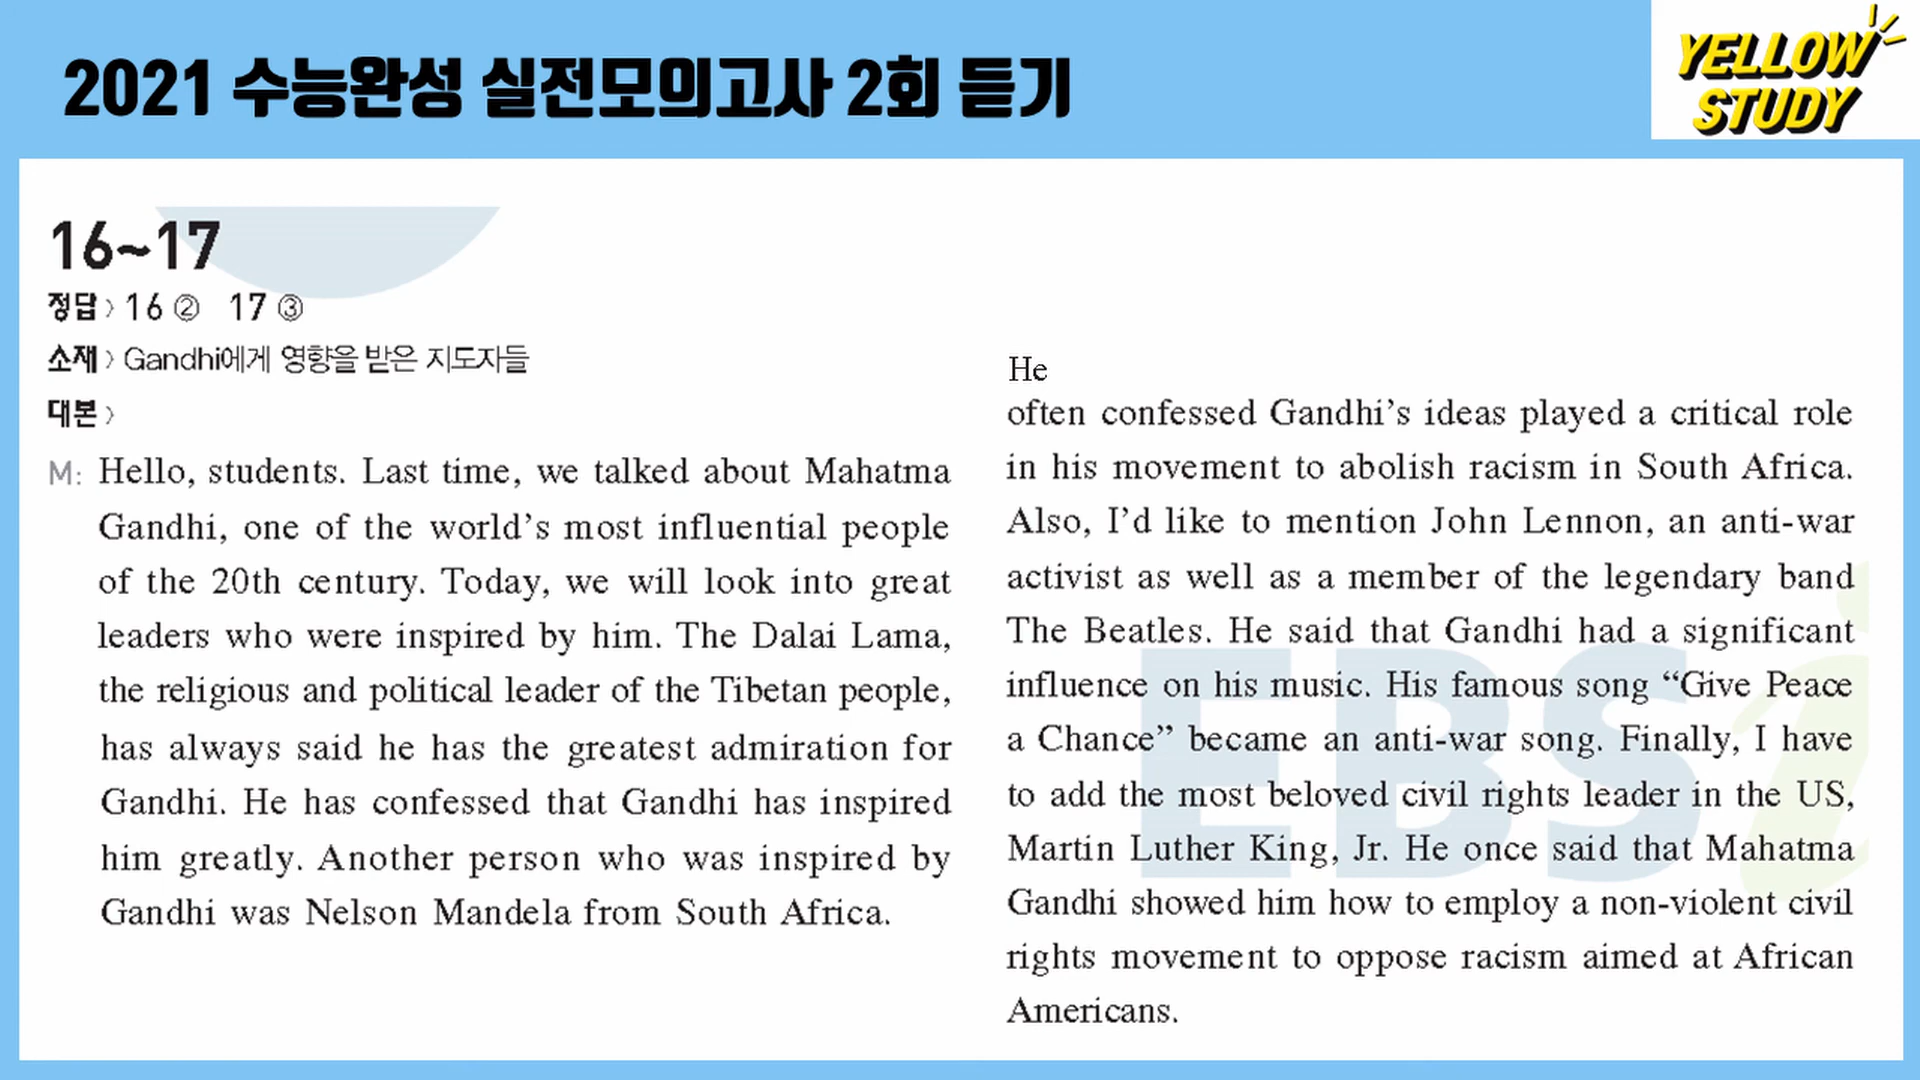 2021 수능완성 실전모의고사 2회 듣기
YELLOW
STUDY
16~17
정답〉16 ② 17 ③
소재〉Gandhi에게 영향을 받은 지도자들
대본〉
M: Hello, students. Last time, we talked about Mahatma
Gandhi, one of the world's most influential people
of the 20th century. Today, we will look into great
leaders who were inspired by him. The Dalai Lama,
the religious and political leader of the Tibetan people,
has always said he has the greatest admiration for
Gandhi. He has confessed that Gandhi has inspired
him greatly. Another person who was inspired by
Gandhi was Nelson Mandela from South Africa.
He
often confessed Gandhi's ideas played a critical role
in his movement to abolish racism in South Africa.
Also, I'd like to mention John Lennon, an anti-war
activist as well as a member of the legendary band
The Beatles. He said that Gandhi had a significant
influence on his music. His famous song “Give Peace
a Chance” became an anti-war song. Finally, I have
to add the most beloved civil rights leader in the US,
Martin Luther King, Jr. He once said that Mahatma
Gandhi showed him how to employ a non-violent civil
rights movement to oppose racism aimed at African
Americans.
EBSi